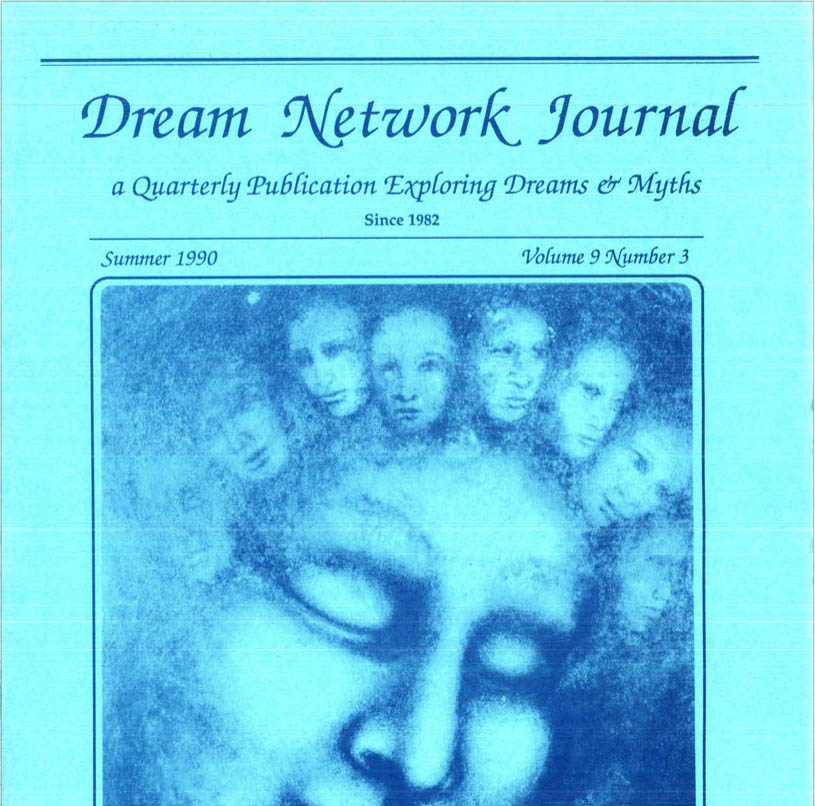 Dream Network Journal
a Quarterly Publication Exploring Dreams & Myths
Since 1982
Summer 1990
Volume 9 Number 3